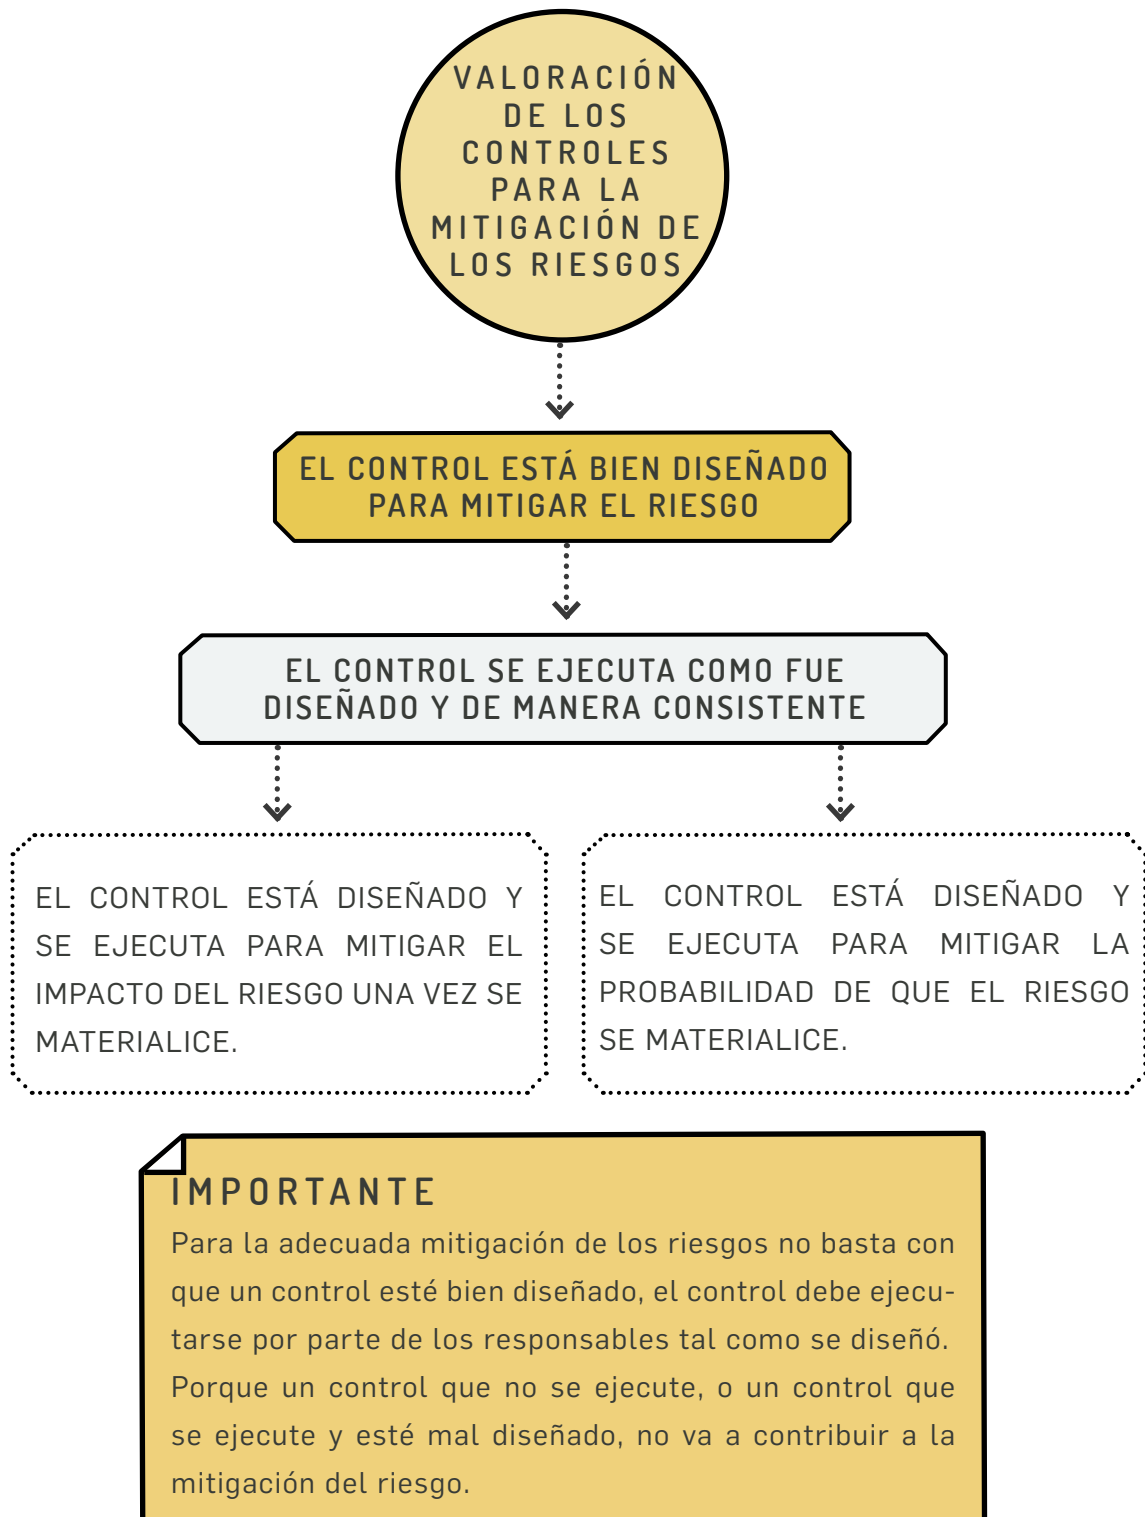 VALORACIÓN
DE LOS
CONTROLES
PARA LA
MITIGACIÓN DE
LOS RIESGOS
EL CONTROL ESTÁ BIEN DISEÑADO
PARA MITIGAR EL RIESGO
EL CONTROL SE EJECUTA COMO FUE
DISEÑADO Y DE MANERA CONSISTENTE
EL CONTROL ESTÁ DISEÑADO Y
SE EJECUTA PARA MITIGAR EL
IMPACTO DEL RIESGO UNA VEZ SE
MATERIALICE.
EL CONTROL ESTÁ DISEÑADO Y
SE EJECUTA PARA MITIGAR LA
PROBABILIDAD DE QUE EL RIESGO
SE MATERIALICE.
IMPORTANTE
Para la adecuada mitigación de los riesgos no basta con
que un control esté bien diseñado, el control debe ejecu-
tarse por parte de los responsables tal como se diseñó.
Porque un control que no se ejecute, o un control que
se ejecute y esté mal diseñado, no va a contribuir a la
mitigación del riesgo.